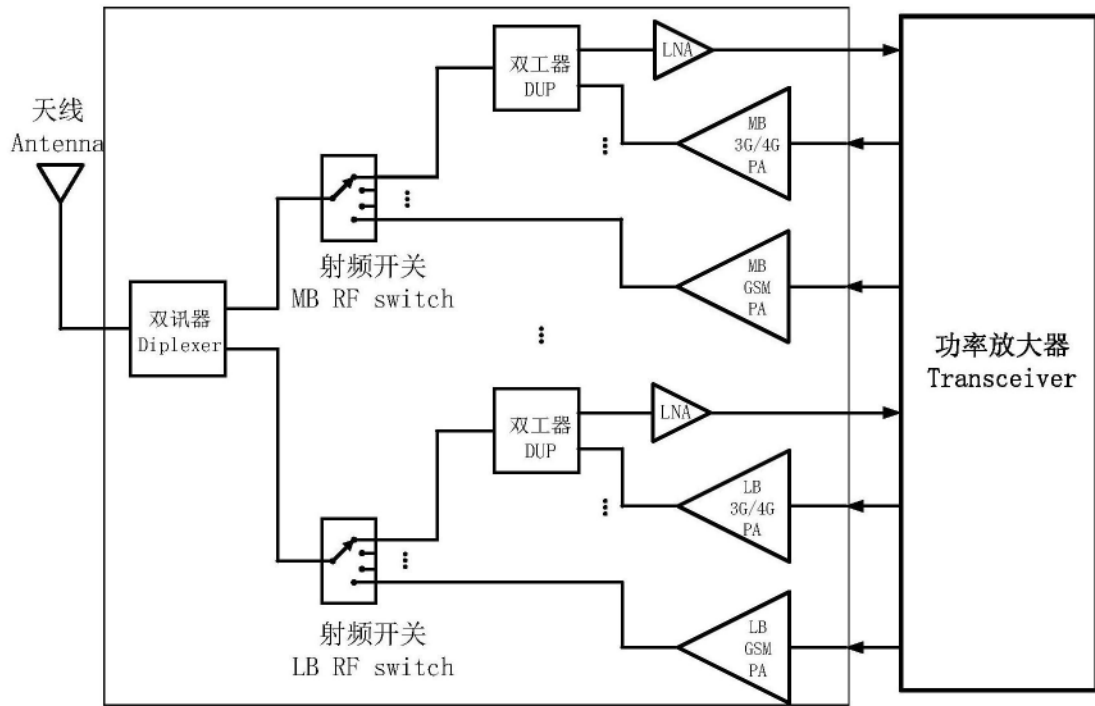 天线
Antenna
双讯器
Diplexer
射频开关
MB RF switch
双工器
DUP
LNA
MB
3G/4G
PA
MB
GSM
PA
射频开关
LB RF switch
双工器
DUP
LNA
LB
3G/4G
PA
LB
GSM
PA
功率放大器
Transceiver